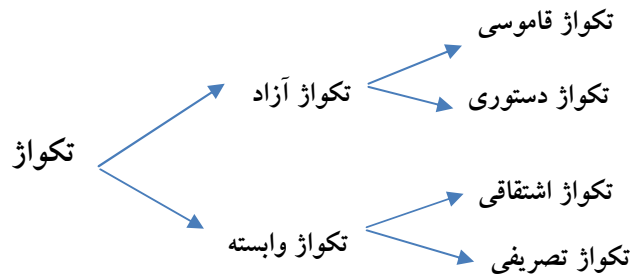 تکواژ قاموسی
تکواژ آزاد
تکواژ دستوری
تکواژ
تکواژ اشتقاقی
تکواژ وابسته
تکواژ تصریفی